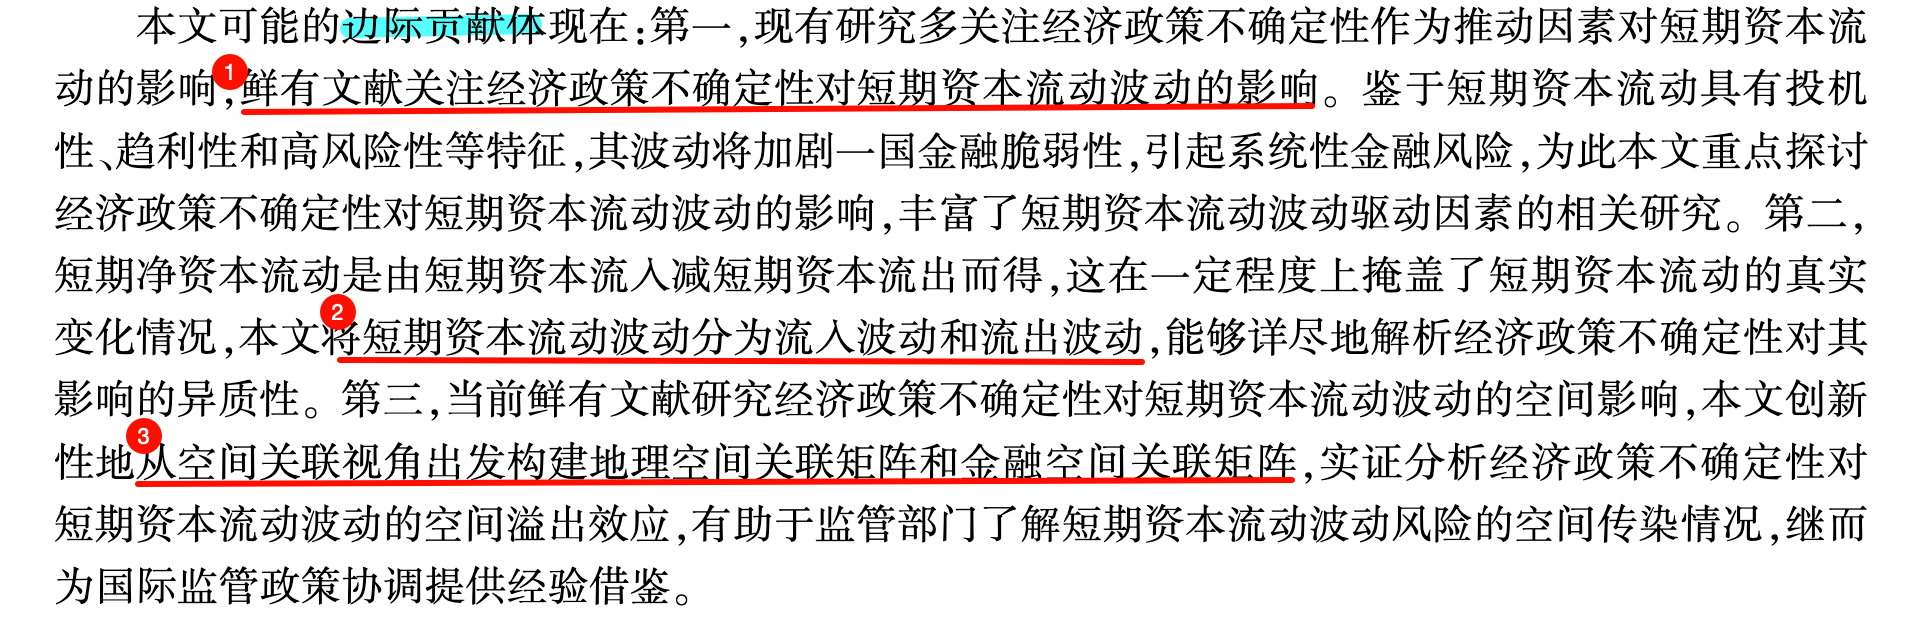 本文可能的边际贡献体现在:第一,现有研究多关注经济政策不确定性作为推动因素对短期资本流
动的影响,鲜有文献关注经济政策不确定性对短期资本流动波动的影响。鉴于短期资本流动具有投机
性、趋利性和高风险性等特征,其波动将加剧一国金融脆弱性,引起系统性金融风险,为此本文重点探讨
经济政策不确定性对短期资本流动波动的影响,丰富了短期资本流动波动驱动因素的相关研究。第二,
短期净资本流动是由短期资本流入减短期资本流出而得,这在一定程度上掩盖了短期资本流动的真实
变化情况,本文将短期资本流动波动分为流入波动和流出波动,能够详尽地解析经济政策不确定性对其
影响的异质性。第三,当前鲜有文献研究经济政策不确定性对短期资本流动波动的空间影响,本文创新
性地从空间关联视角出发构建地理空间关联矩阵和金融空间关联矩阵,实证分析经济政策不确定性对
短期资本流动波动的空间溢出效应,有助于监管部门了解短期资本流动波动风险的空间传染情况,继而
为国际监管政策协调提供经验借鉴。
1
2
3